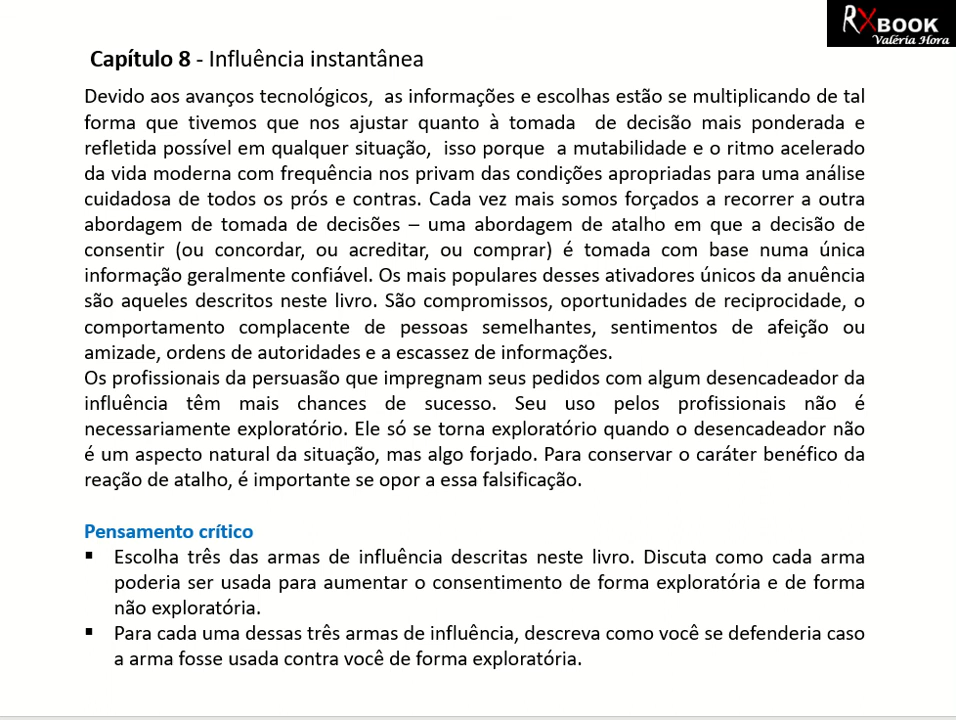 RXBOOK
Valéria Hora
Capítulo 8 - Influência instantânea
Devido aos avanços tecnológicos, as informações e escolhas estão se multiplicando de tal
forma que tivemos que nos ajustar quanto à tomada de decisão mais ponderada e
refletida possível em qualquer situação, isso porque a mutabilidade e o ritmo acelerado
da vida moderna com frequência nos privam das condições apropriadas para uma análise
cuidadosa de todos os prós e contras. Cada vez mais somos forçados a recorrer a outra
abordagem de tomada de decisões – uma abordagem de atalho em que a decisão de
consentir (ou concordar, ou acreditar, ou comprar) é tomada com base numa única
informação geralmente confiável. Os mais populares desses ativadores únicos da anuência
são aqueles descritos neste livro. São compromissos, oportunidades de reciprocidade, o
comportamento complacente de pessoas semelhantes, sentimentos de afeição ou
amizade, ordens de autoridades e a escassez de informações.
Os profissionais da persuasão que impregnam seus pedidos com algum desencadeador da
influência têm mais chances de sucesso. Seu uso pelos profissionais não é
necessariamente exploratório. Ele só se torna exploratório quando o desencadeador não
é um aspecto natural da situação, mas algo forjado. Para conservar o caráter benéfico da
reação de atalho, é importante se opor a essa falsificação.
Pensamento crítico
▪ Escolha três das armas de influência descritas neste livro. Discuta como cada arma
poderia ser usada para aumentar o consentimento de forma exploratória e de forma
não exploratória.
▪ Para cada uma dessas três armas de influência, descreva como você se defenderia caso
a arma fosse usada contra você de forma exploratória.